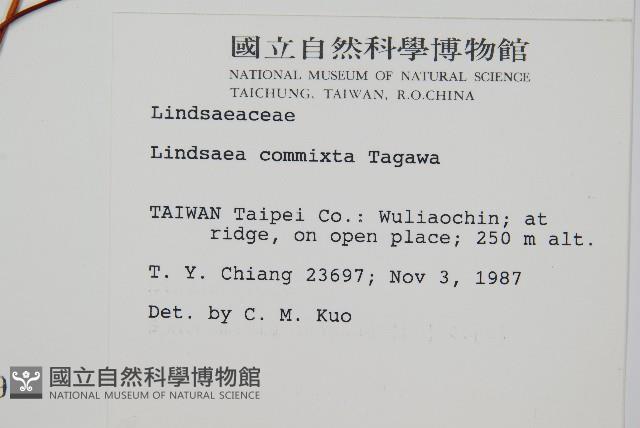 國立自然科學博物館
NATIONAL MUSEUM OF NATURAL SCIENCE
TAICHUNG, TAIWAN, R.O.CHINA
Lindsaeaceae
Lindsaea commixta Tagawa
TAIWAN Taipei Co.: Wuliaochin; at
ridge, on open place; 250 m alt.
T. Y. Chiang 23697; Nov 3, 1987
Det. by C. M. Kuo
國立自然科學博物館
NATIONAL MUSEUM OF NATURAL SCIENCE